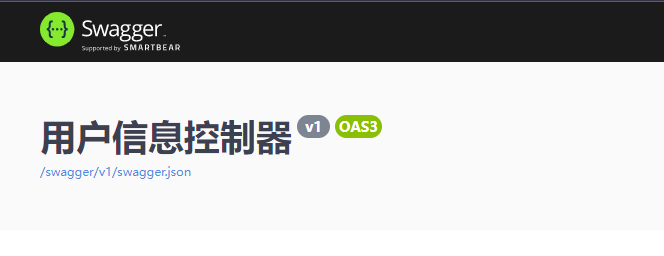 Swagger
Supported by SMARTBEAR
用户信息控制器 v1 OAS3
/swagger/v1/swagger.json